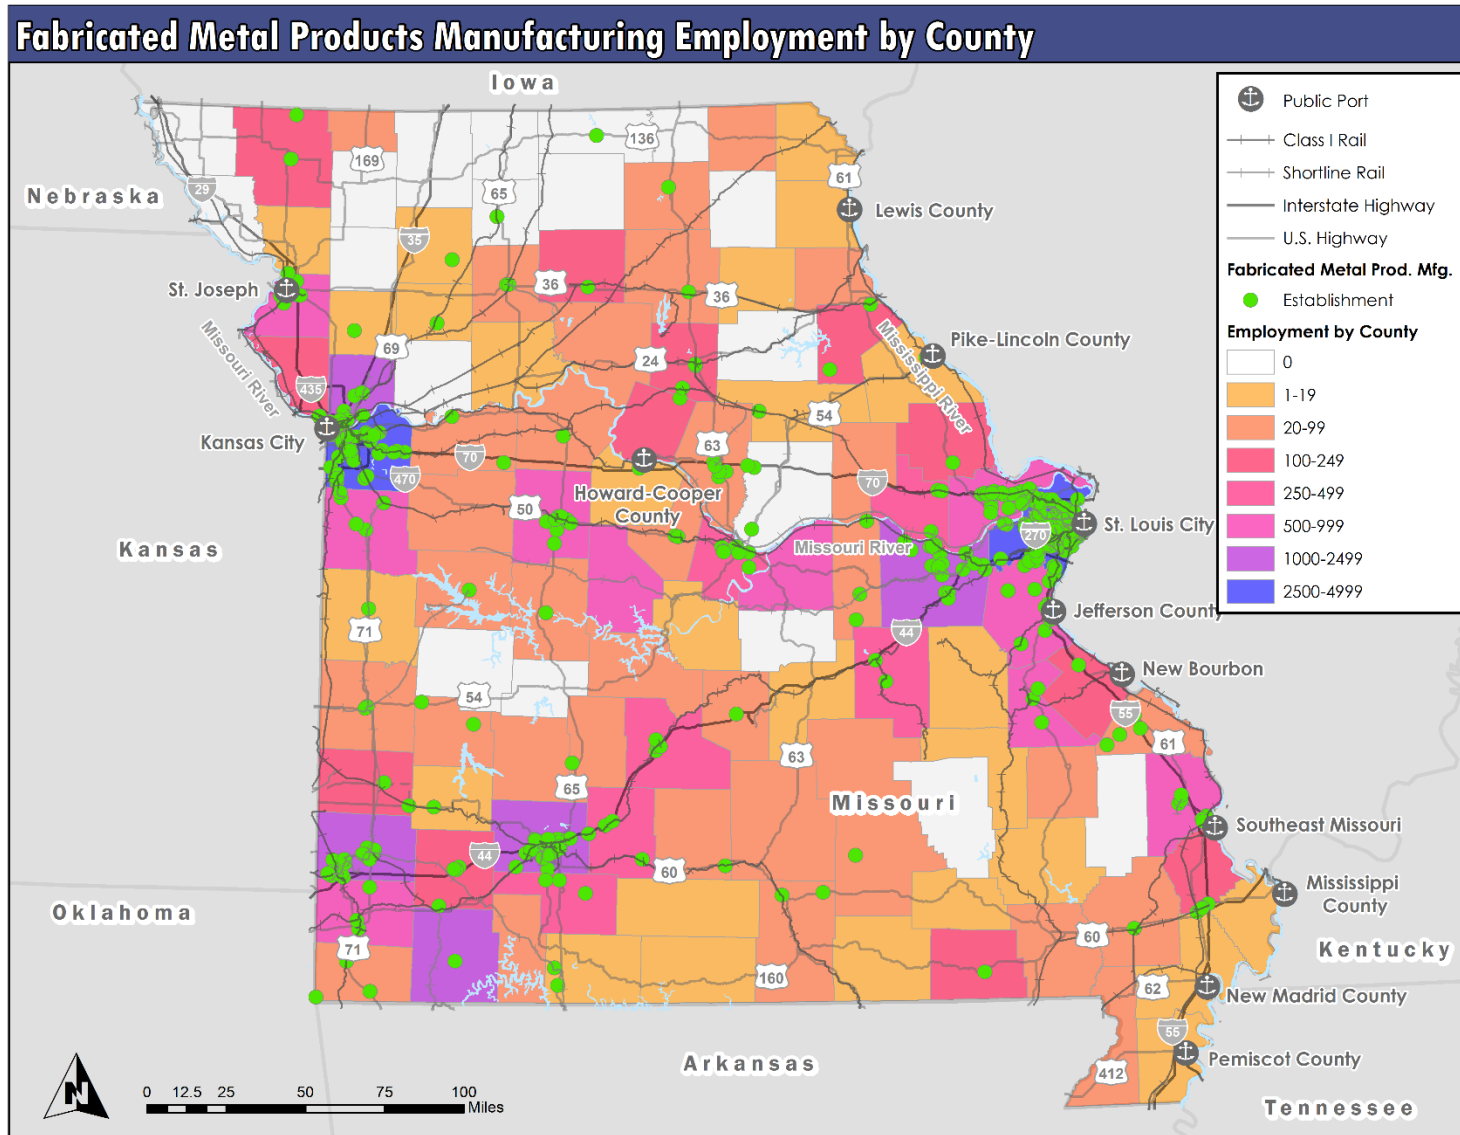 Fabricated Metal Products Manufacturing Employment by County
Iowa
Public Port
Class I Rail
Shortline Rail
Interstate Highway
U.S. Highway
Fabricated Metal Prod. Mfg.
Establishment
Employment by County
0
1-19
20-99
100-249
250-499
500-999
1000-2499
2500-4999
136
169
61
29
65
Nebraska
Lewis County
35
St. Joseph
36
36
Pike-Lincoln County
69
24
Missouri River
Mississippi River
435
54
Kansas City
63
70
470
70
Howard-Cooper
County
50
St. Louis City
270
Kansas
Missouri River
Jefferson County
71
44
New Bourbon
54
55
61
63
65
Missouri
Southeast Missouri
44
60
Mississippi
County
Oklahoma
60
Kentucky
71
160
62
New Madrid County
55
Pemiscot County
412
Arkansas
N
0 12.5 25 50 75 100
Miles
Tennessee